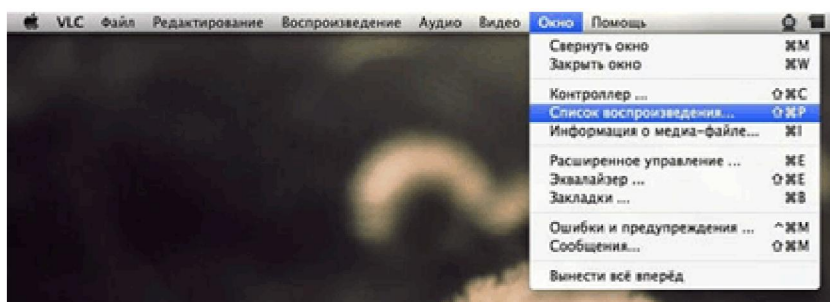 VLC Файл Редактирование Воспроизведение Аудио Видео Окно Помощь
Свернуть окно ⌘M
Закрыть окно ⌘W
Контроллер ... ⇧⌘C
Список воспроизведения... ⇧⌘P
Информация о медиа-файле... ⌘I
Расширенное управление ... ⌘E
Эквалайзер ... ⇧⌘E
Закладки ... ⌘B
Ошибки и предупреждения ... ^⌘M
Сообщения... ⇧⌘M
Вынести всё вперёд